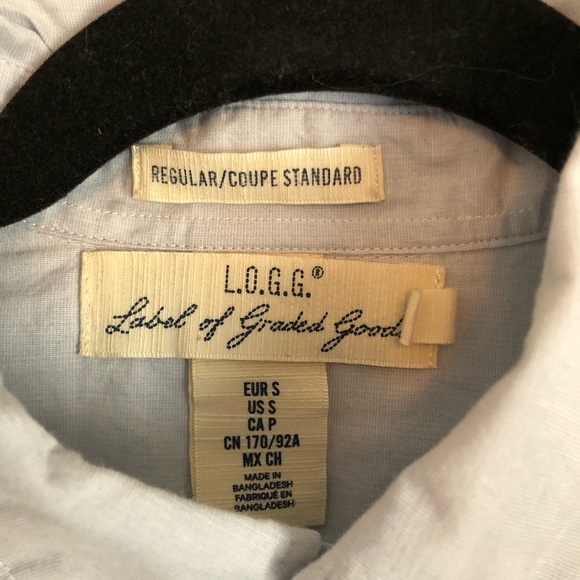 REGULAR/COUPE STANDARD
L.O.G.G.®
Label of Graded Goods
EUR S
US S
CA P
CN 170/92A
MX CH
MADE IN
BANGLADESH
FABRIQUÉ EN
BANGLADESH